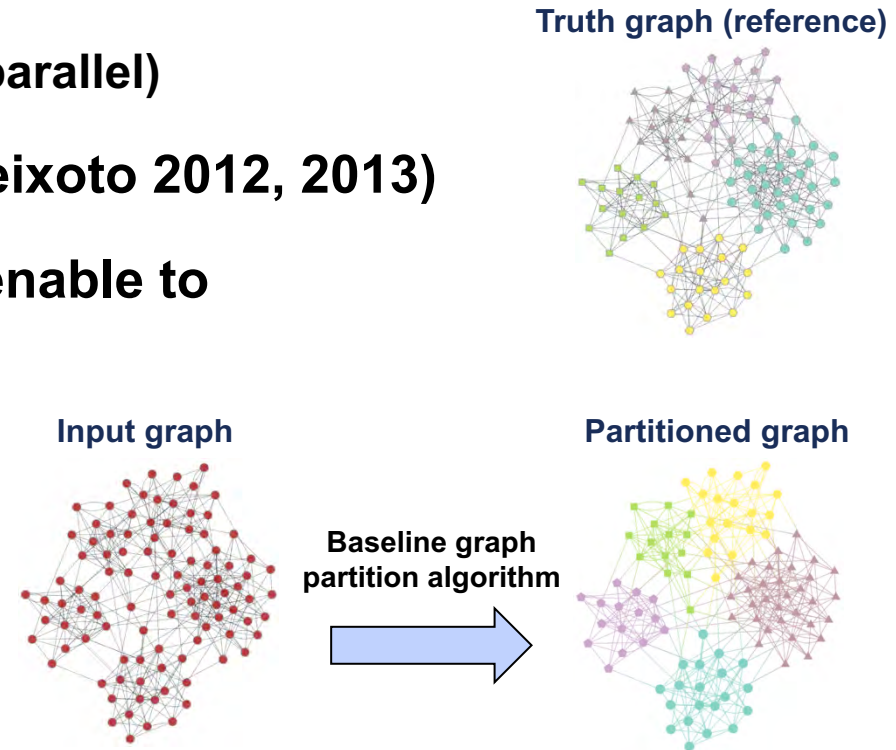 Truth graph (reference)
parallel)
eixoto 2012, 2013)
enable to
Input graph
Partitioned graph
Baseline graph
partition algorithm